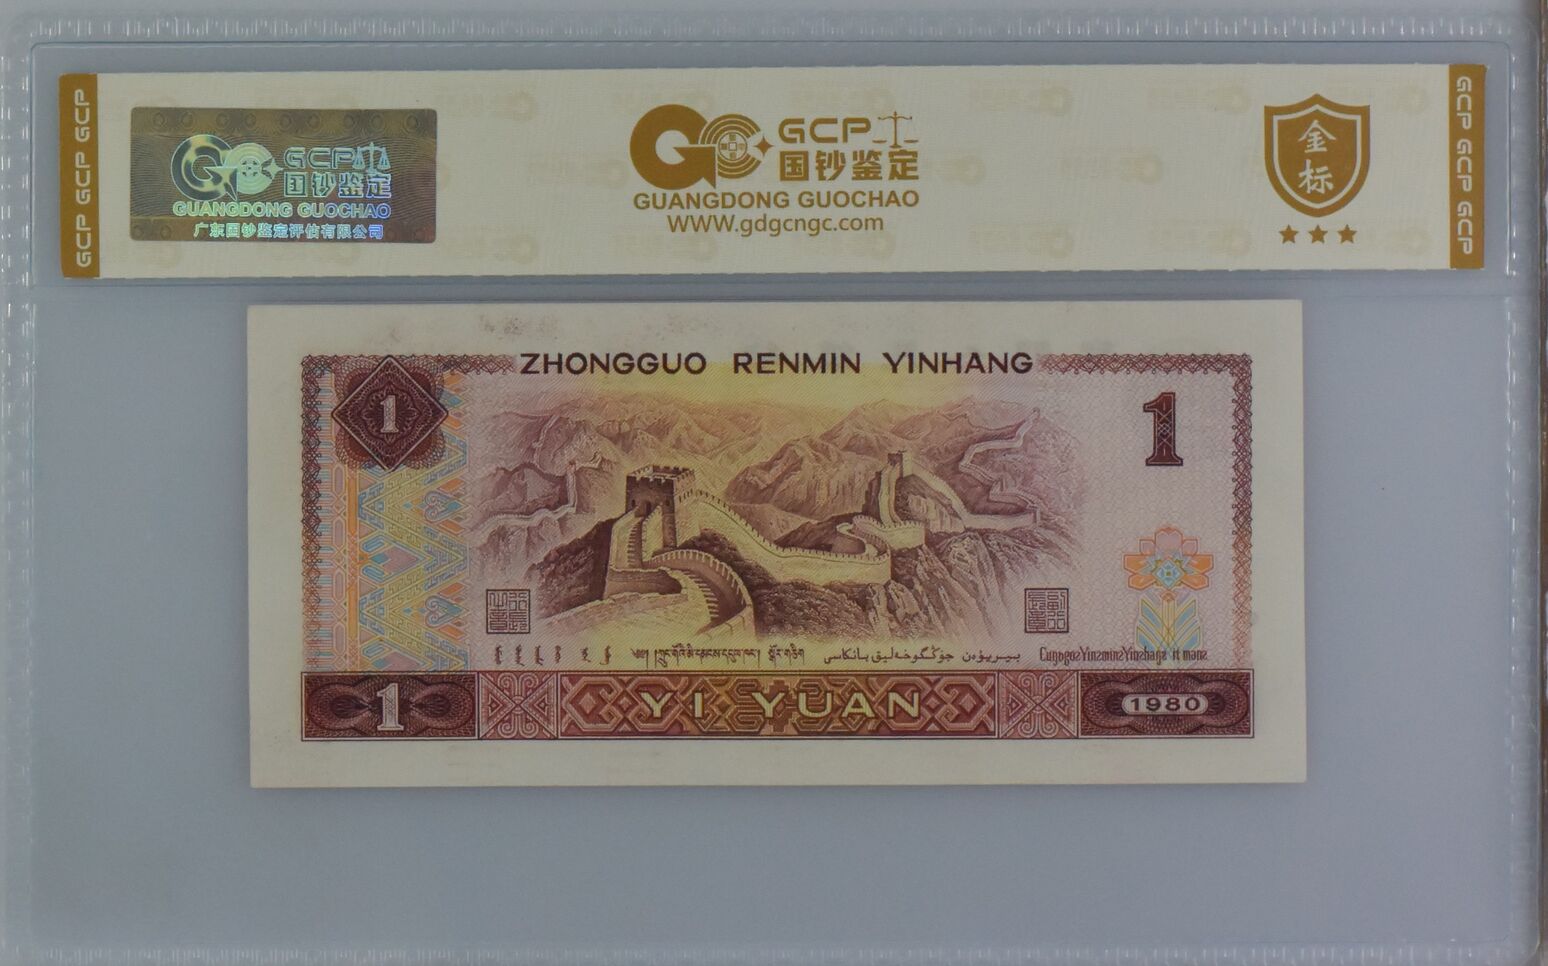 GCP GCP GCP
GCP
国钞鉴定
GUANGDONG GUOCHAO
广东国钞鉴定评估有限公司
GCP
国钞鉴定
GUANGDONG GUOCHAO
WWW.gdgcngc.com
金标
GCP GCP GCP
ZHONGGUO RENMIN YINHANG
1
1
1
YI YUAN
1980